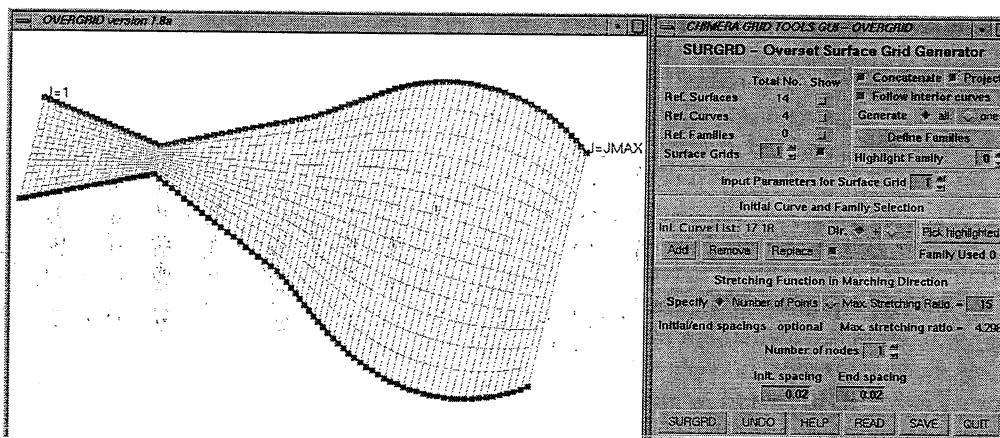 OVERGRID version 1.8a
J=1
J=JMAX
CHIMERA GRID TOOLS GUI - OVERGRID
SURGRD - Overset Surface Grid Generator
Total No. Show
Ref. Surfaces 14
Ref. Curves 4
Ref. Families 0
Surface Grids 1
Concatenate Project
Follow interior curves
Generate all one
Define Families
Highlight Family 0
Input Parameters for Surface Grid 1
Initial Curve and Family Selection
Ini. Curve List: 17 18 Dir. + -
Pick highlighted
Add Remove Replace
Family Used 0
Stretching Function in Marching Direction
Specify Number of Points Max. Stretching Ratio = 15
Initial/end spacings optional Max. stretching ratio = 4.296
Number of nodes 1
Init. spacing End spacing
0.02 0.02
SURGRD UNDO HELP READ SAVE QUIT